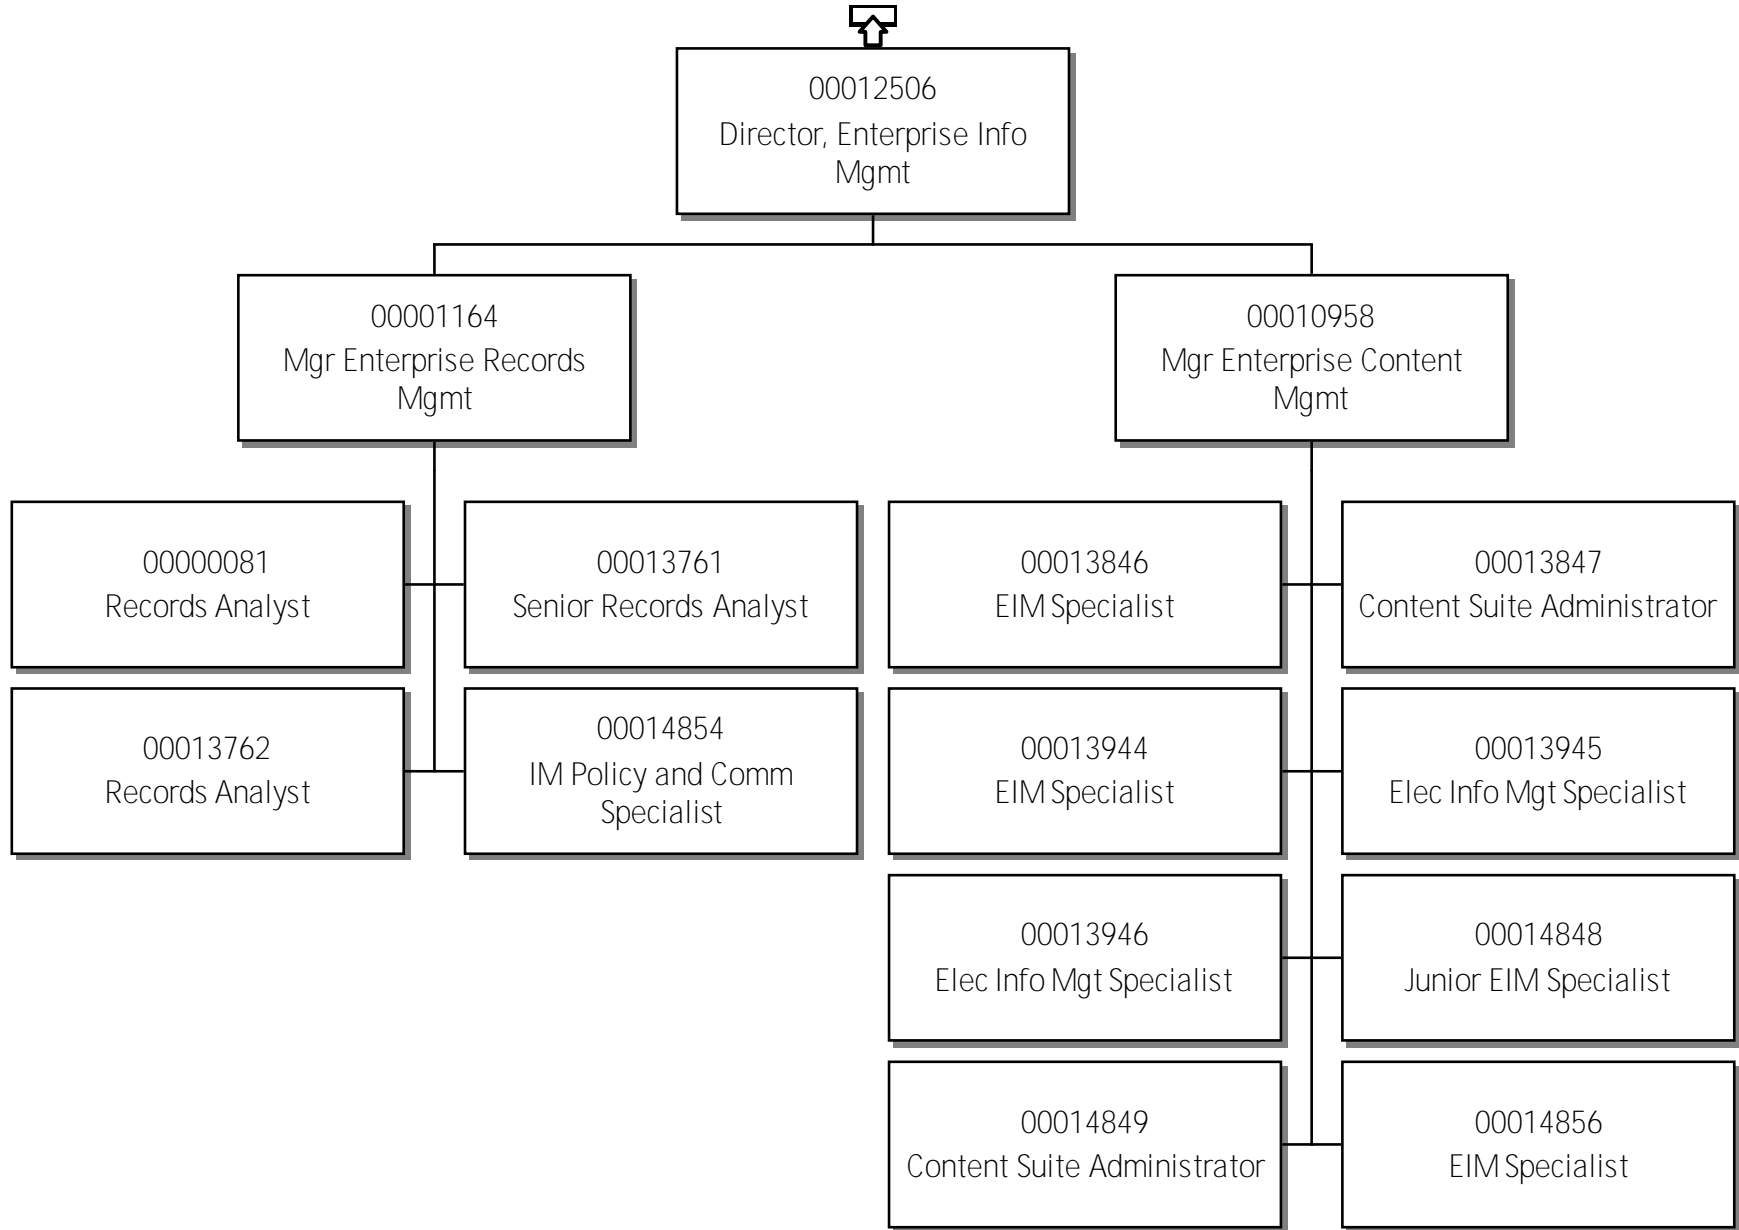 00012506
Director, Enterprise Info
Mgmt
00001164
Mgr Enterprise Records
Mgmt
00010958
Mgr Enterprise Content
Mgmt
00000081
Records Analyst
00013761
Senior Records Analyst
00013846
EIM Specialist
00013847
Content Suite Administrator
00013762
Records Analyst
00014854
IM Policy and Comm
Specialist
00013944
EIM Specialist
00013945
Elec Info Mgt Specialist
00013946
Elec Info Mgt Specialist
00014848
Junior EIM Specialist
00014849
Content Suite Administrator
00014856
EIM Specialist